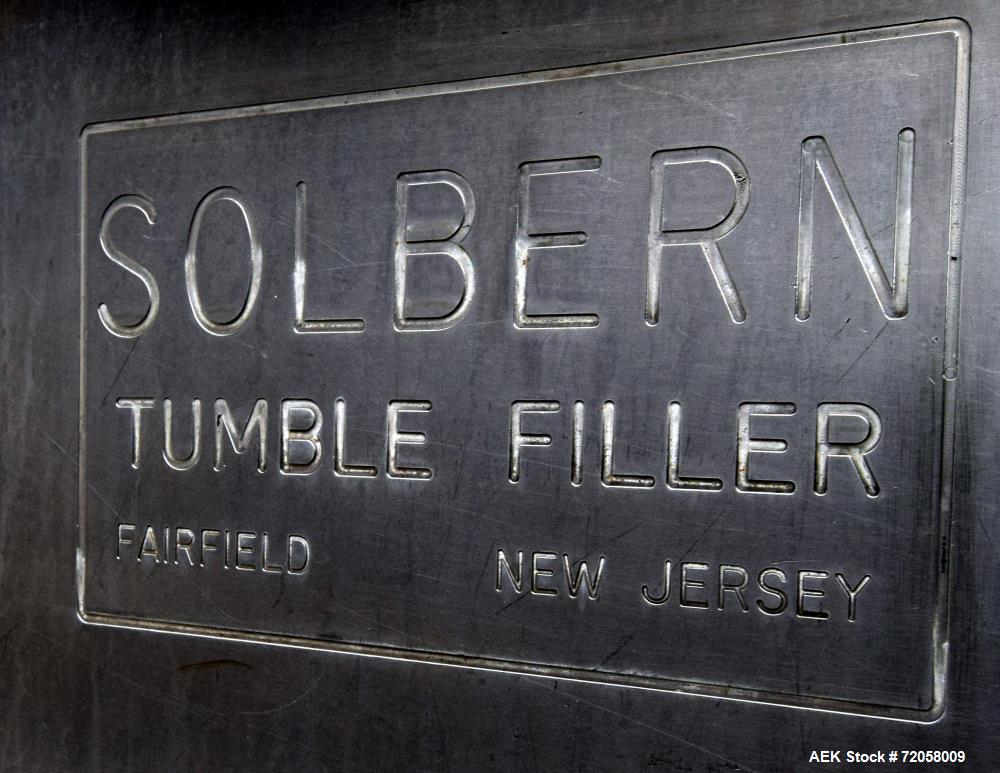 SOLBERN
TUMBLE FILLER
FAIRFIELD NEW JERSEY
AEK Stock # 72058009